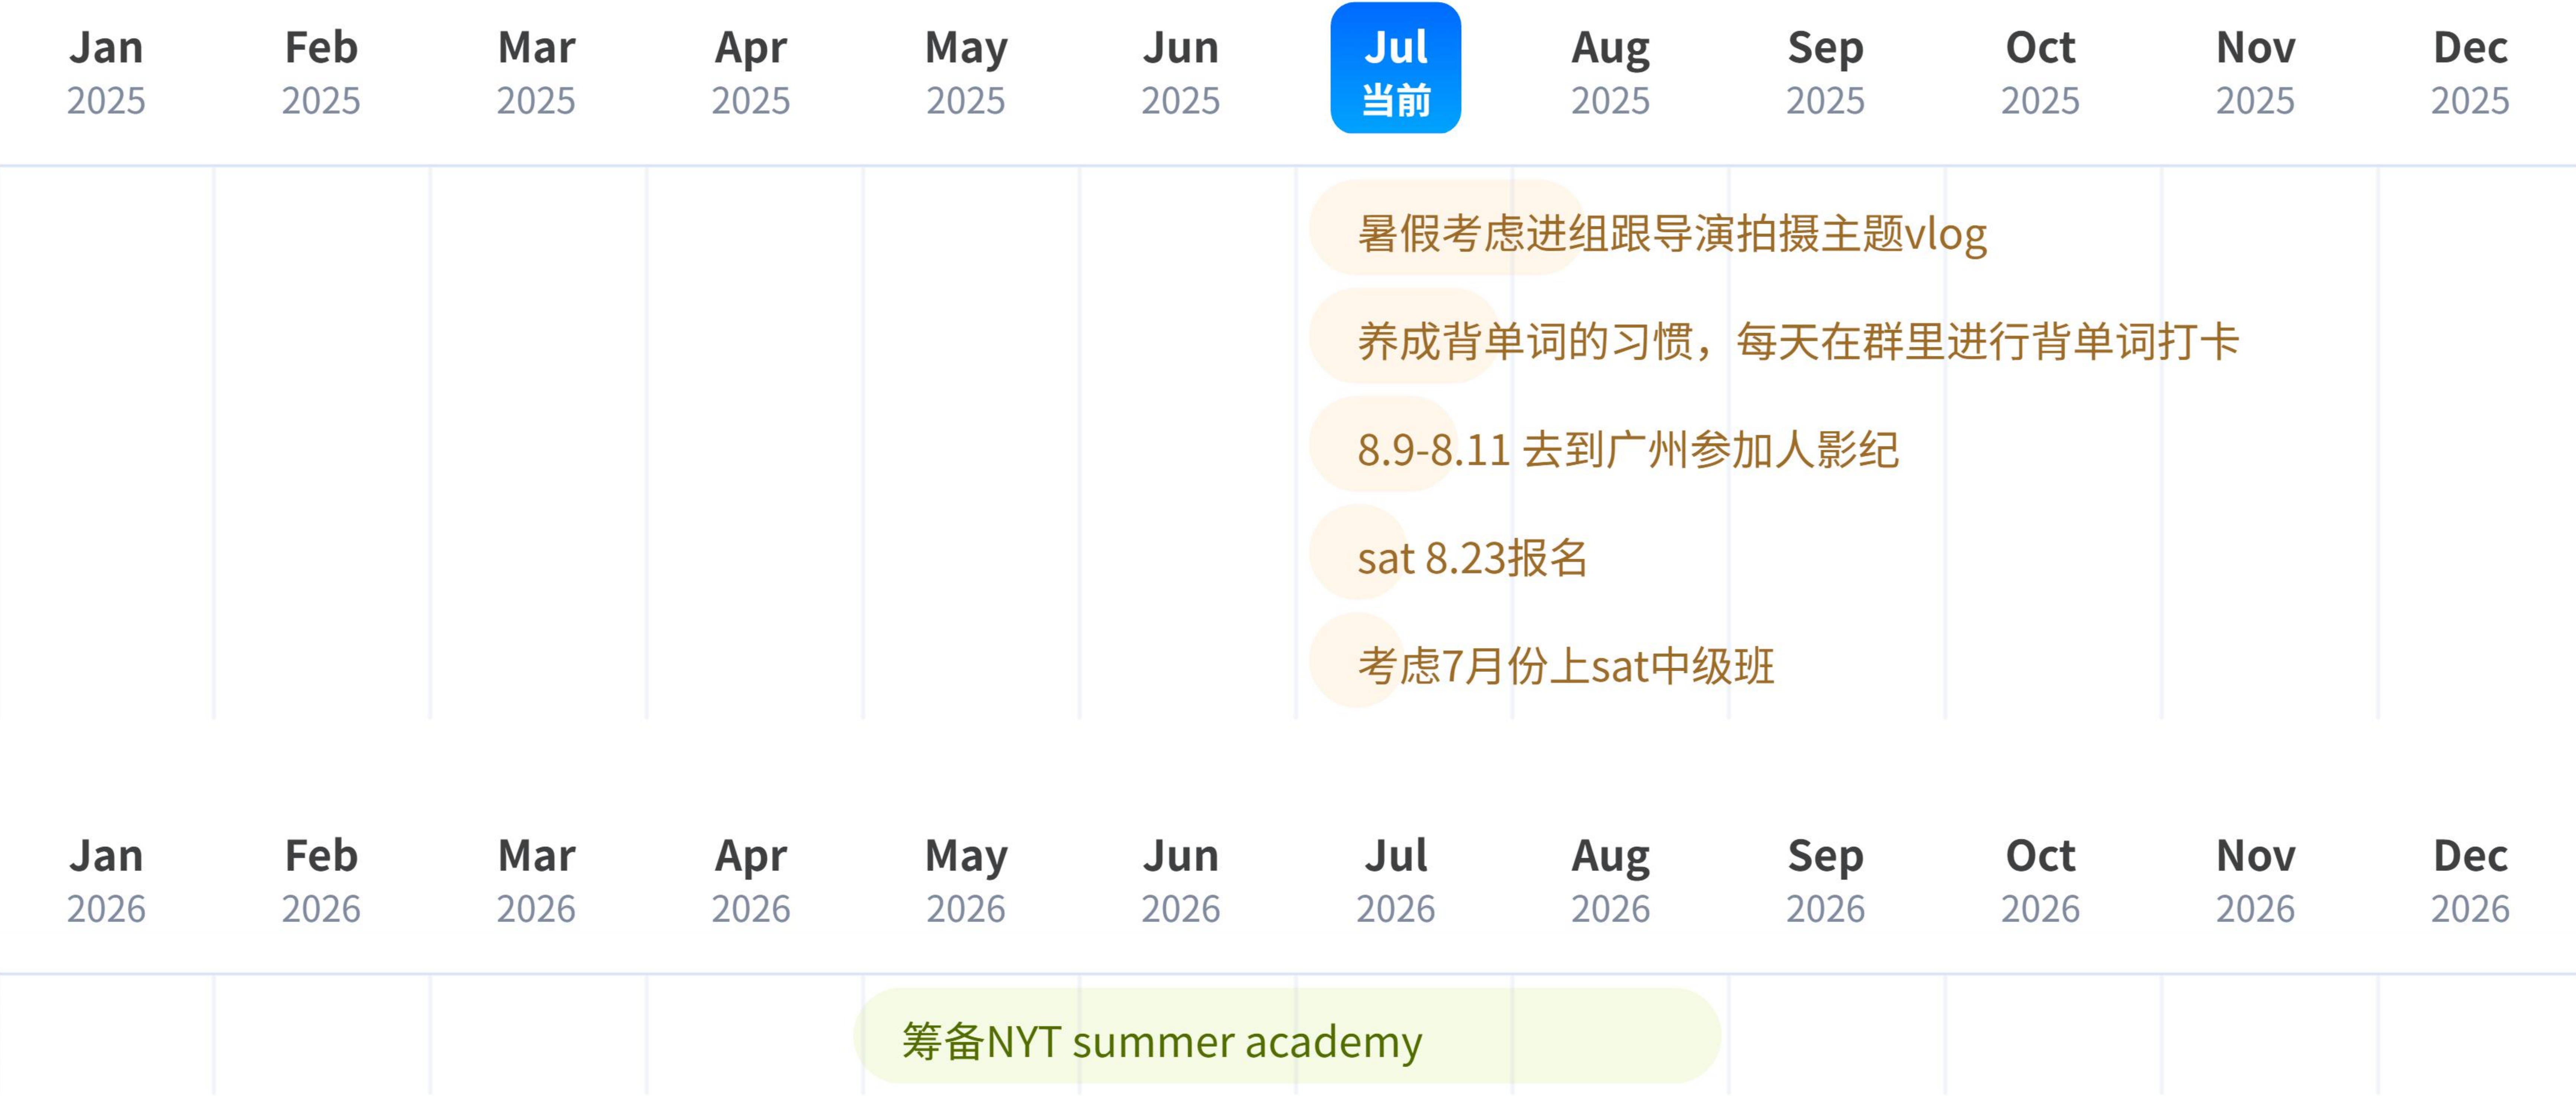 Jan Feb Mar Apr May Jun Jul Aug Sep Oct Nov Dec
2025 2025 2025 2025 2025 2025 当前 2025 2025 2025 2025 2025
暑假考虑进组跟导演拍摄主题vlog
养成背单词的习惯，每天在群里进行背单词打卡
8.9-8.11 去到广州参加人影纪
sat 8.23报名
考虑7月份上sat中级班
Jan Feb Mar Apr May Jun Jul Aug Sep Oct Nov Dec
2026 2026 2026 2026 2026 2026 2026 2026 2026 2026 2026 2026
筹备NYT summer academy